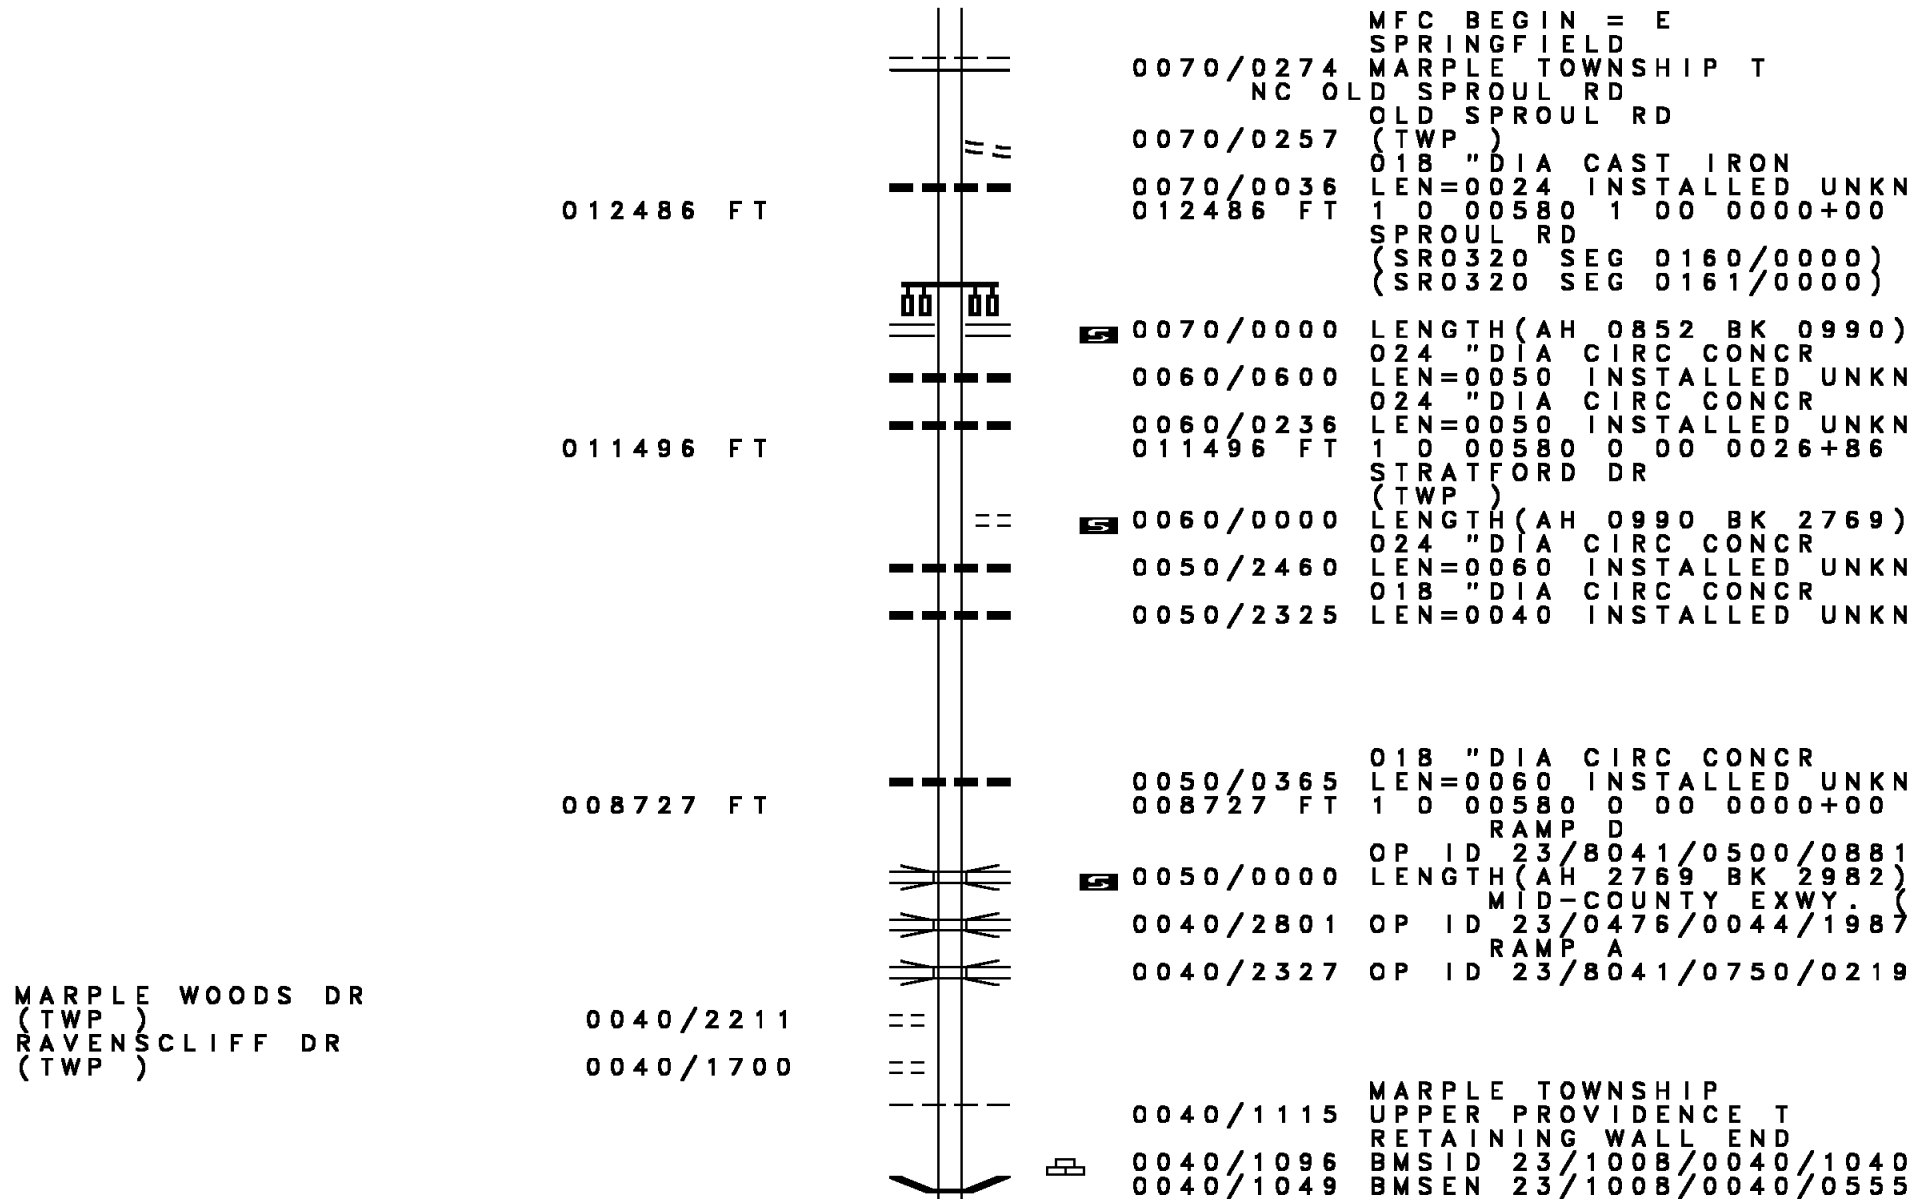 MFC BEGIN = E
SPRINGFIELD
0070/0274 MARPLE TOWNSHIP T
NC OLD SPROUL RD
OLD SPROUL RD
0070/0257 (TWP )
018 "DIA CAST IRON
0070/0036 LEN=0024 INSTALLED UNKN
012486 FT 012486 FT 1 0 00580 1 00 0000+00
SPROUL RD
(SR0320 SEG 0160/0000)
(SR0320 SEG 0161/0000)
S 0070/0000 LENGTH(AH 0852 BK 0990)
024 "DIA CIRC CONCR
0060/0600 LEN=0050 INSTALLED UNKN
024 "DIA CIRC CONCR
0060/0236 LEN=0050 INSTALLED UNKN
011496 FT 011496 FT 1 0 00580 0 00 0026+86
STRATFORD DR
(TWP )
S 0060/0000 LENGTH(AH 0990 BK 2769)
024 "DIA CIRC CONCR
0050/2460 LEN=0060 INSTALLED UNKN
018 "DIA CIRC CONCR
0050/2325 LEN=0040 INSTALLED UNKN
018 "DIA CIRC CONCR
0050/0365 LEN=0060 INSTALLED UNKN
008727 FT 008727 FT 1 0 00580 0 00 0000+00
RAMP D
OP ID 23/8041/0500/0881
S 0050/0000 LENGTH(AH 2769 BK 2982)
MID-COUNTY EXWY. (
0040/2801 OP ID 23/0476/0044/1987
RAMP A
0040/2327 OP ID 23/8041/0750/0219
MARPLE WOODS DR
(TWP ) 0040/2211
RAVENSCLIFF DR
(TWP ) 0040/1700
MARPLE TOWNSHIP
0040/1115 UPPER PROVIDENCE T
RETAINING WALL END
0040/1096 BMSID 23/1008/0040/1040
0040/1049 BMSEN 23/1008/0040/0555